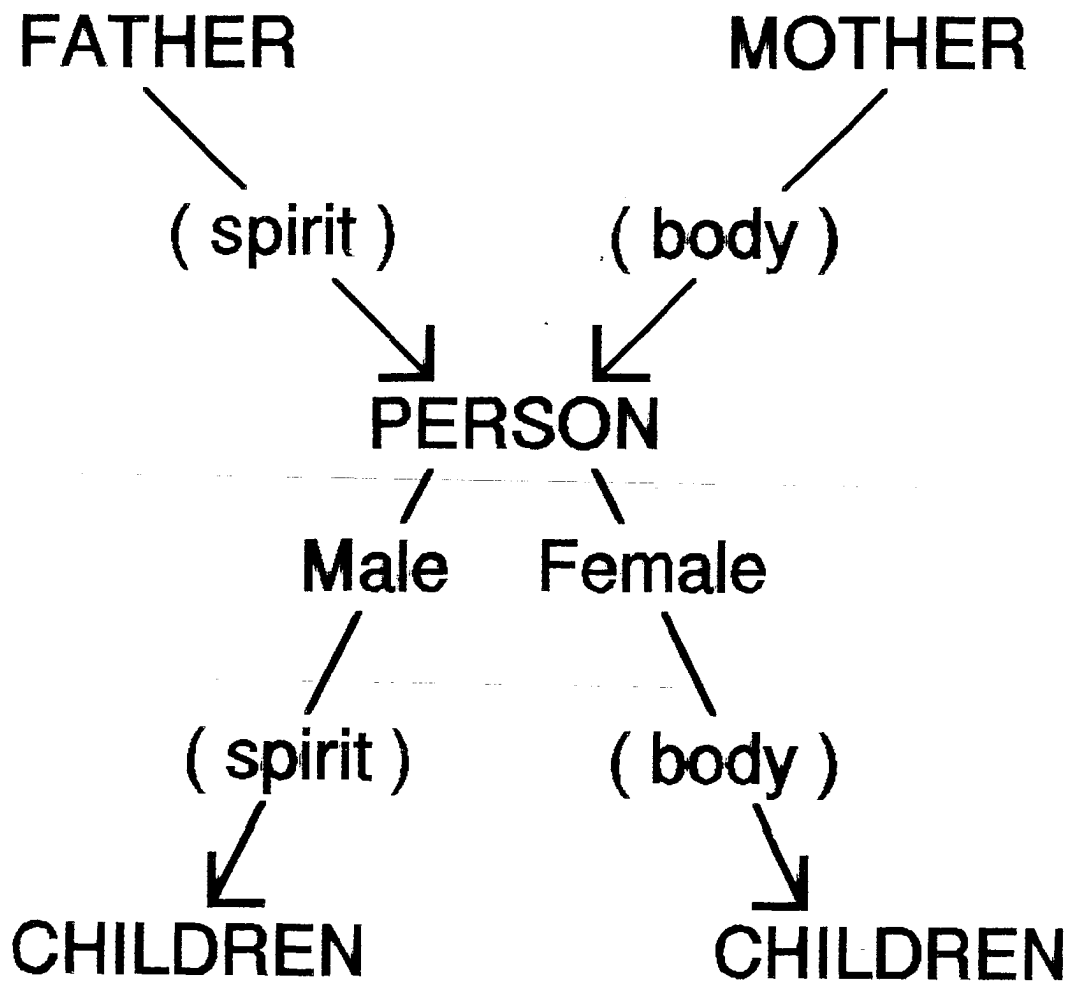 FATHER MOTHER
( spirit ) ( body )
PERSON
Male Female
( spirit ) ( body )
CHILDREN CHILDREN